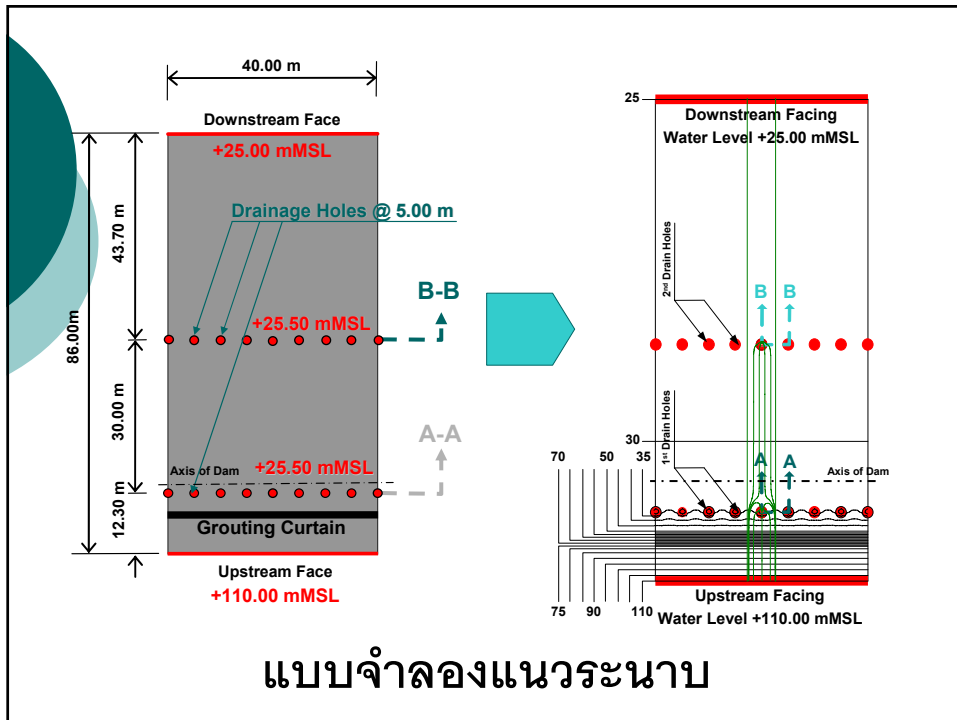 40.00 m
Downstream Face
+25.00 mMSL
Drainage Holes @ 5.00 m
43.70 m
86.00m
B-B
+25.50 mMSL
30.00 m
A-A
Axis of Dam
+25.50 mMSL
12.30 m
Grouting Curtain
Upstream Face
+110.00 mMSL
25
Downstream Facing
Water Level +25.00 mMSL
2nd Drain Holes
B B
30
1st Drain Holes
70 50 35
A A
Axis of Dam
75 90 110
Upstream Facing
Water Level +110.00 mMSL
แบบจำลองแนวระนาบ